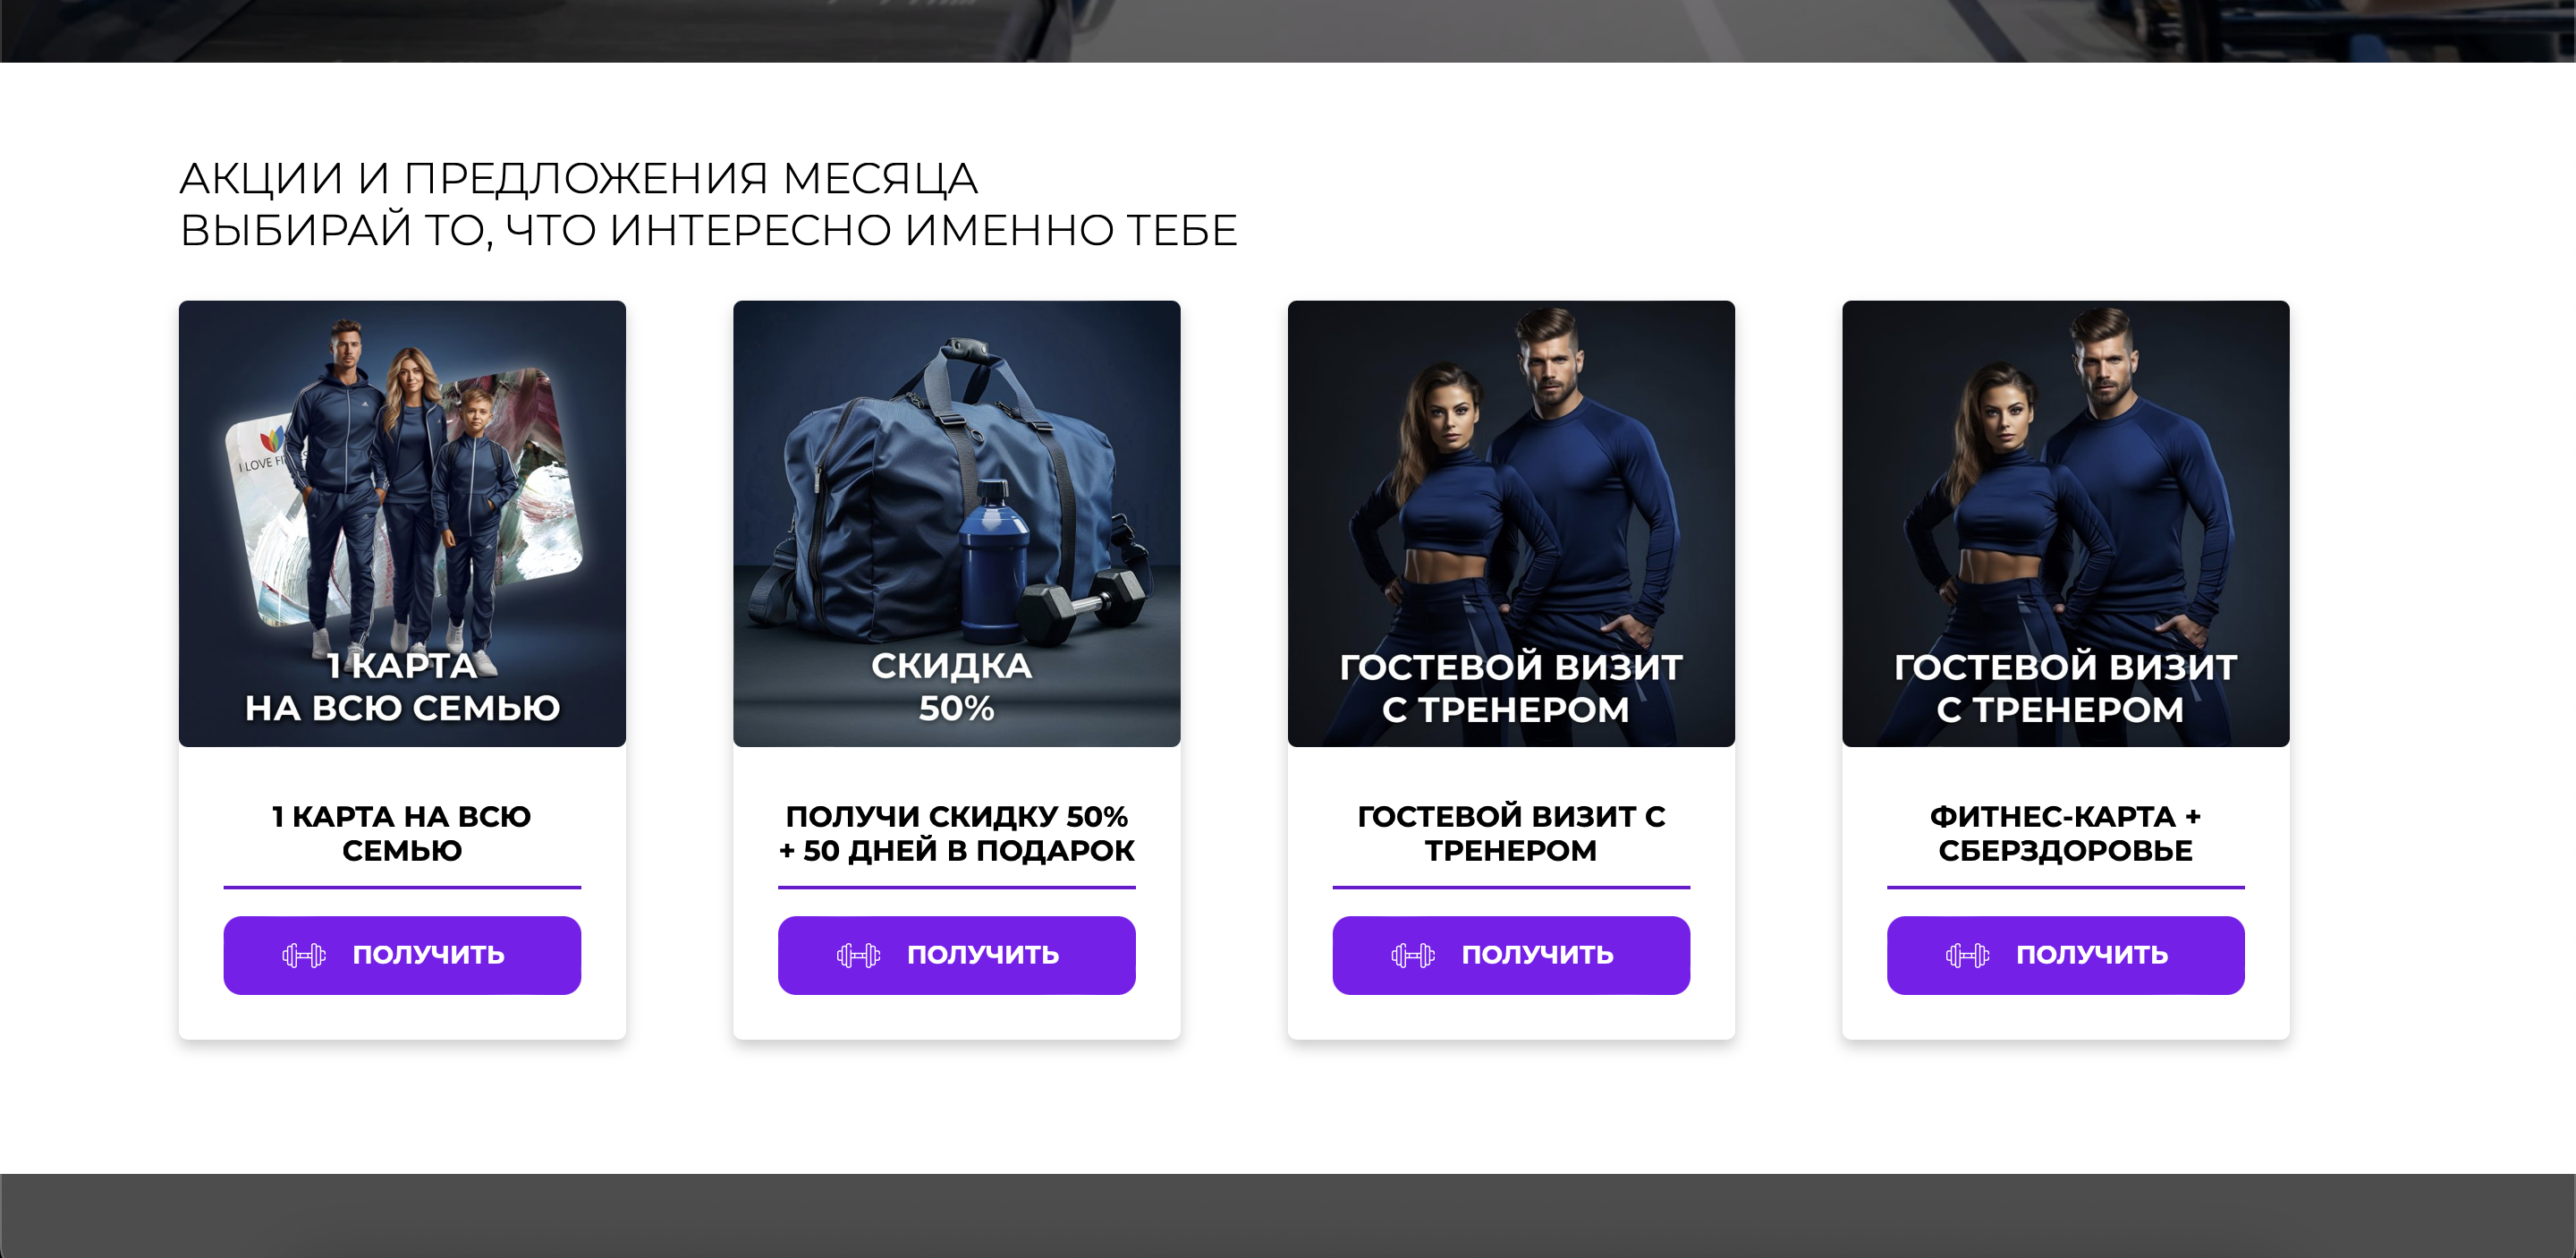 АКЦИИ И ПРЕДЛОЖЕНИЯ МЕСЯЦА
ВЫБИРАЙ ТО, ЧТО ИНТЕРЕСНО ИМЕННО ТЕБЕ
I LOVE
1 КАРТА
НА ВСЮ СЕМЬЮ
1 КАРТА НА ВСЮ
СЕМЬЮ
ПОЛУЧИТЬ
СКИДКА
50%
ПОЛУЧИ СКИДКУ 50%
+ 50 ДНЕЙ В ПОДАРОК
ПОЛУЧИТЬ
ГОСТЕВОЙ ВИЗИТ
С ТРЕНЕРОМ
ГОСТЕВОЙ ВИЗИТ С
ТРЕНЕРОМ
ПОЛУЧИТЬ
ГОСТЕВОЙ ВИЗИТ
С ТРЕНЕРОМ
ФИТНЕС-КАРТА +
СБЕРЗДОРОВЬЕ
ПОЛУЧИТЬ